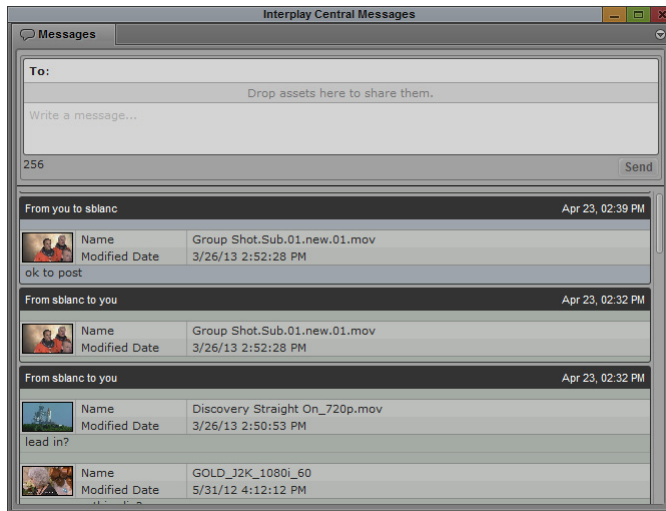 Interplay Central Messages
Messages
To:
Drop assets here to share them.
Write a message...
256
Send
From you to sblanc Apr 23, 02:39 PM
Name Group Shot.Sub.01.new.01.mov
Modified Date 3/26/13 2:52:28 PM
ok to post
From sblanc to you Apr 23, 02:32 PM
Name Group Shot.Sub.01.new.01.mov
Modified Date 3/26/13 2:52:28 PM
From sblanc to you Apr 23, 02:32 PM
Name Discovery Straight On_720p.mov
Modified Date 3/26/13 2:50:53 PM
lead in?
Name GOLD_J2K_1080i_60
Modified Date 5/31/12 4:12:12 PM